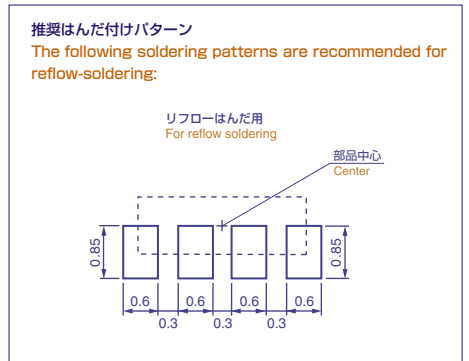 推奨はんだ付けパターン
The following soldering patterns are recommended for
reflow-soldering:
リフローはんだ用
For reflow soldering
部品中心
Center
0.85
0.85
0.6 0.6 0.6 0.6
0.3 0.3 0.3